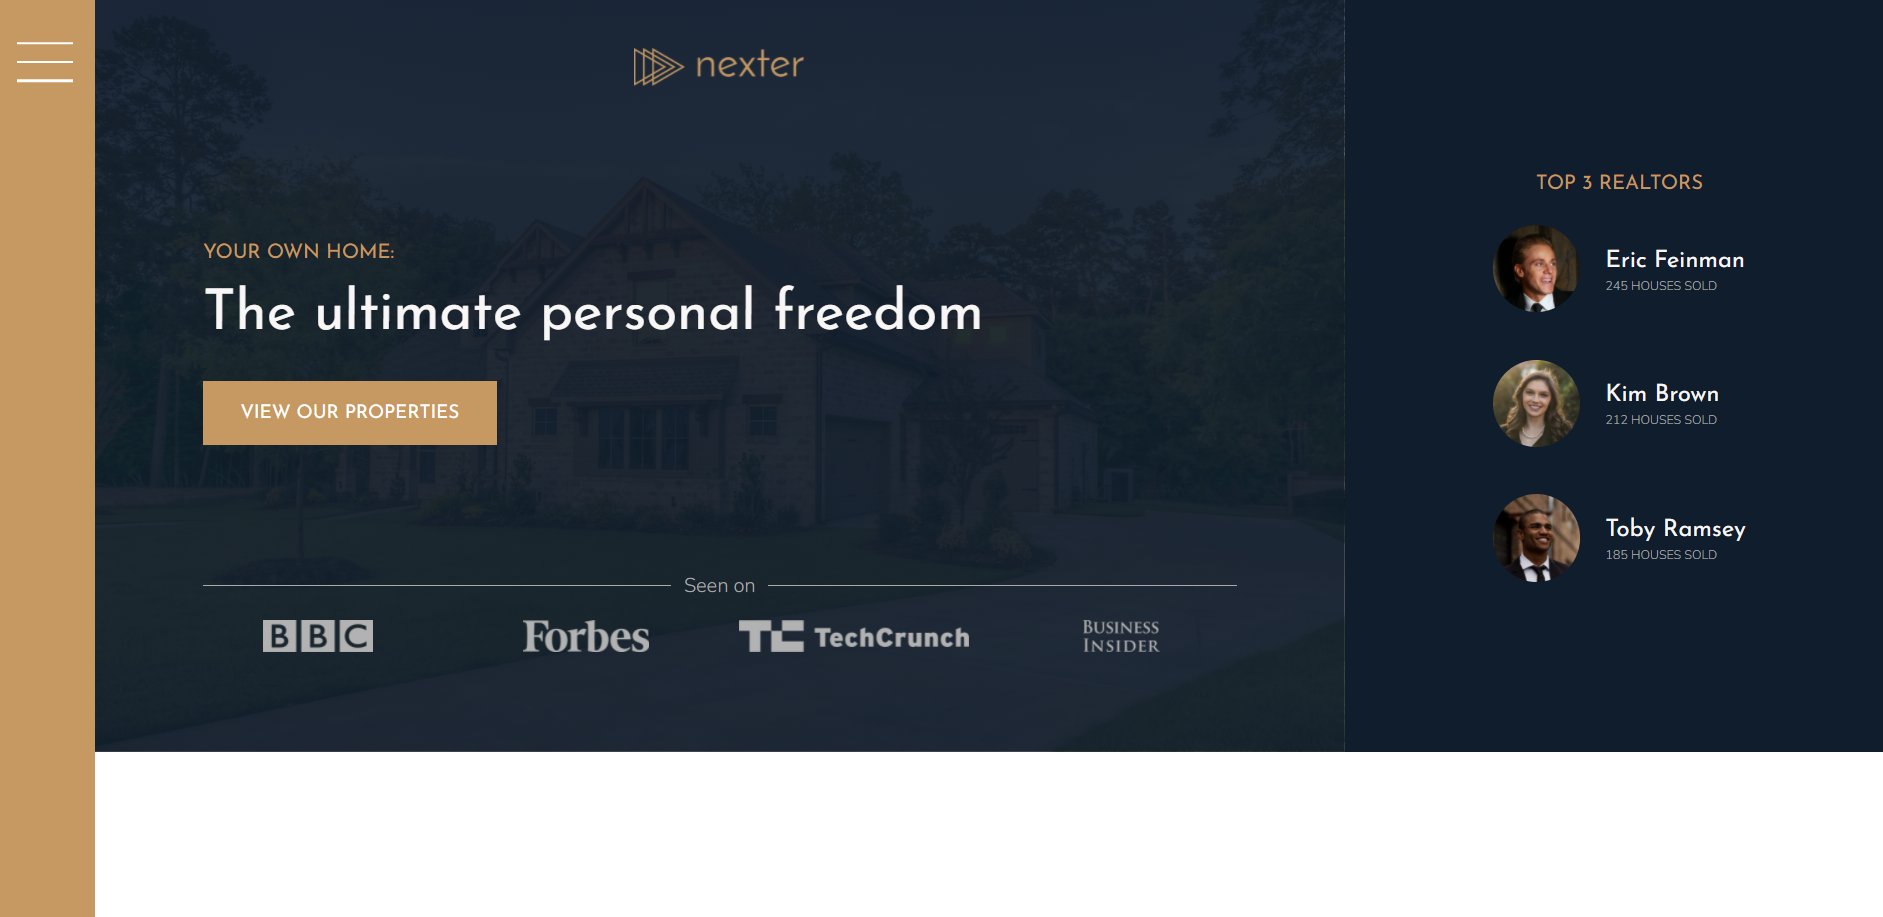 nexter
YOUR OWN HOME:
The ultimate personal freedom
VIEW OUR PROPERTIES
Seen on
BBC
Forbes
TC TechCrunch
BUSINESS
INSIDER
TOP 3 REALTORS
Eric Feinman
245 HOUSES SOLD
Kim Brown
212 HOUSES SOLD
Toby Ramsey
185 HOUSES SOLD